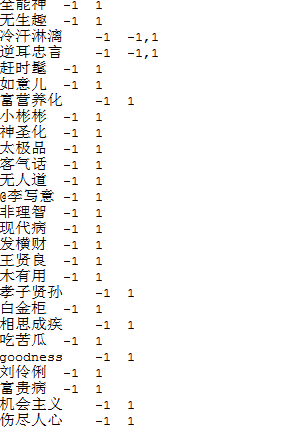 全能神 -1 1
无生趣 -1 1
冷汗淋漓 -1 -1,1
逆耳忠言 -1 -1,1
赶时髦 -1 1
如意儿 -1 1
富营养化 -1 1
小彬彬 -1 1
神圣化 -1 1
太极品 -1 1
客气话 -1 1
无人道 -1 1
@李写意 -1 1
非理智 -1 1
现代病 -1 1
发横财 -1 1
王贤良 -1 1
木有用 -1 1
孝子贤孙 -1 1
白金柜 -1 1
相思成疾 -1 1
吃苦瓜 -1 1
goodness -1 1
刘伶俐 -1 1
富贵病 -1 1
机会主义 -1 1
伤尽人心 -1 1